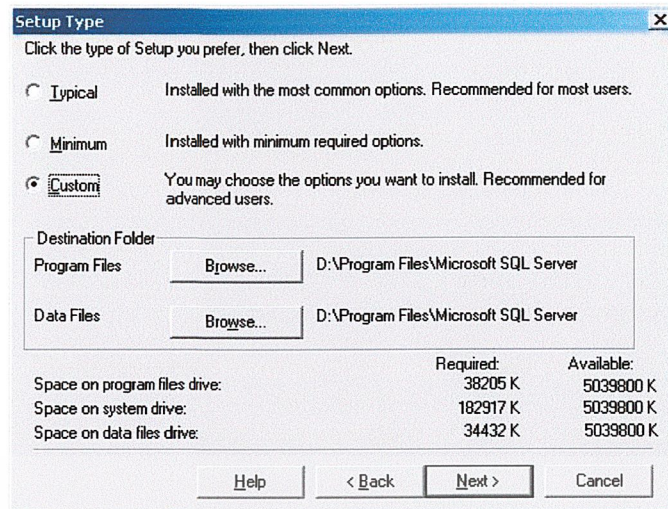 Setup Type
Click the type of Setup you prefer, then click Next.
Typical Installed with the most common options. Recommended for most users.
Minimum Installed with minimum required options.
Custom You may choose the options you want to install. Recommended for
advanced users.
Destination Folder
Program Files Browse... D:\Program Files\Microsoft SQL Server
Data Files Browse... D:\Program Files\Microsoft SQL Server
Required: Available:
Space on program files drive: 38205 K 5039800 K
Space on system drive: 182917 K 5039800 K
Space on data files drive: 34432 K 5039800 K
Help < Back Next > Cancel